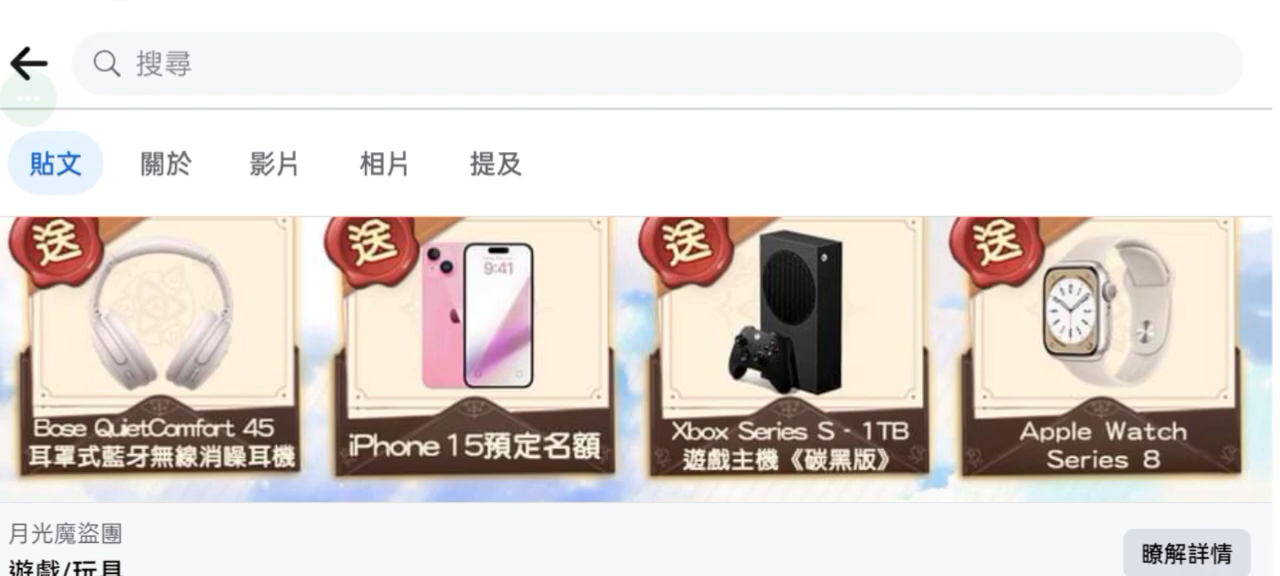 搜尋
貼文 關於 影片 相片 提及
送 送 送 送
9:41
Bose QuietComfort 45
耳罩式藍牙無線消噪耳機
iPhone 15預定名額
Xbox Series S - 1TB
遊戲主機《碳黑版》
Apple Watch
Series 8
月光魔盜團
遊戲/玩具
瞭解詳情